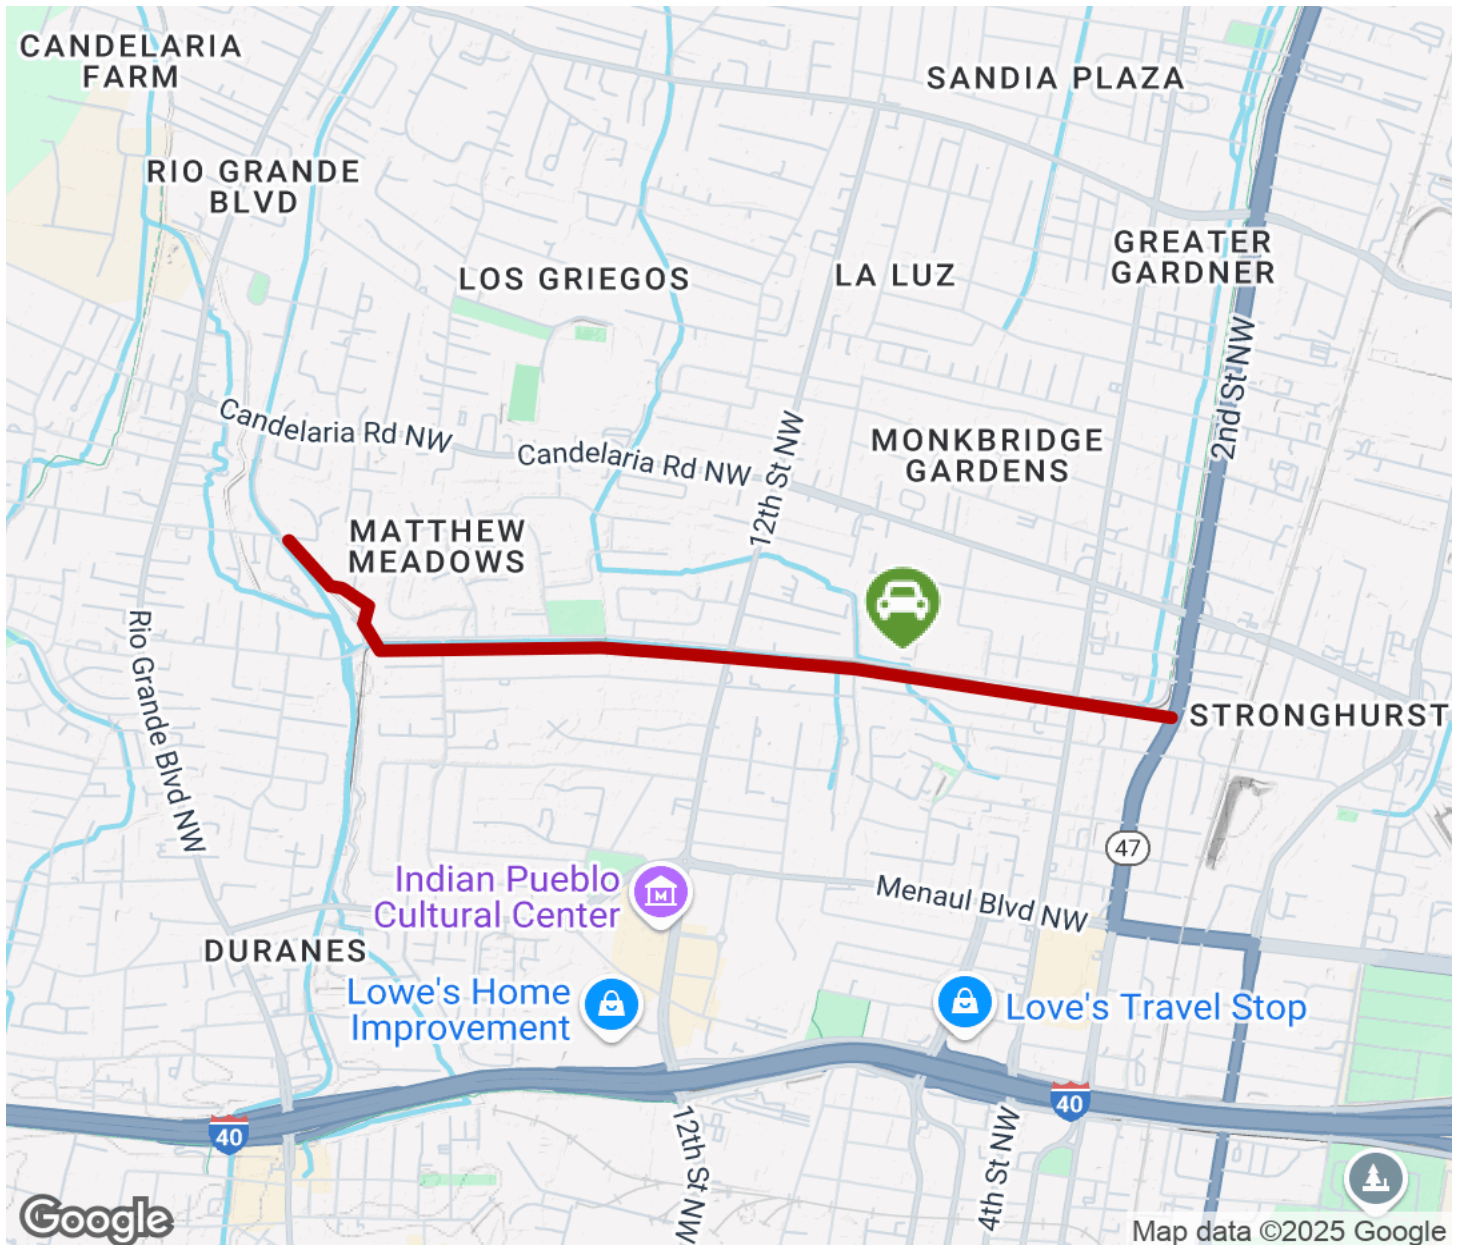 CANDELARIA
FARM
SANDIA PLAZA
RIO GRANDE
BLVD
GREATER
GARDNER
LOS GRIEGOS
LA LUZ
2nd St NW
Candelaria Rd NW
Candelaria Rd NW
12th St NW
MONKBRIDGE
GARDENS
MATTHEW
MEADOWS
Rio Grande Blvd NW
STRONGHURST
47
Indian Pueblo
Cultural Center
Menaul Blvd NW
DURANES
Lowe's Home
Improvement
Love's Travel Stop
40
40
12th St NW
4th St NW
Google
Map data ©2025 Google